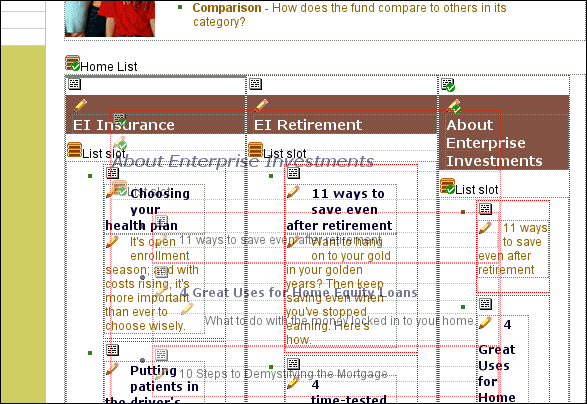 Comparison - How does the fund compare to others in its
category?
Home List
EI Insurance
EI Retirement
About
Enterprise
Investments
List slot
List slot
List slot
About Enterprise Investments
List slot
Choosing
your
health plan
It's open
enrollment
season, and with
costs rising, it's
more important
than ever to
choose wisely.
Putting
patients in
the driver's
11 ways to
save even
after retirement
Want to hang
on to your gold
in your golden
years? Then keep
saving even when
you've stopped
earning. Here's
how.
4
time-tested
11 ways
to save
even after
retirement
4
Great
Uses
for
Home
Equity
11 ways to save even after retirement
4 Great Uses for Home Equity Loans
What to do with the money locked in to your home.
10 Steps to Demystifying the Mortgage